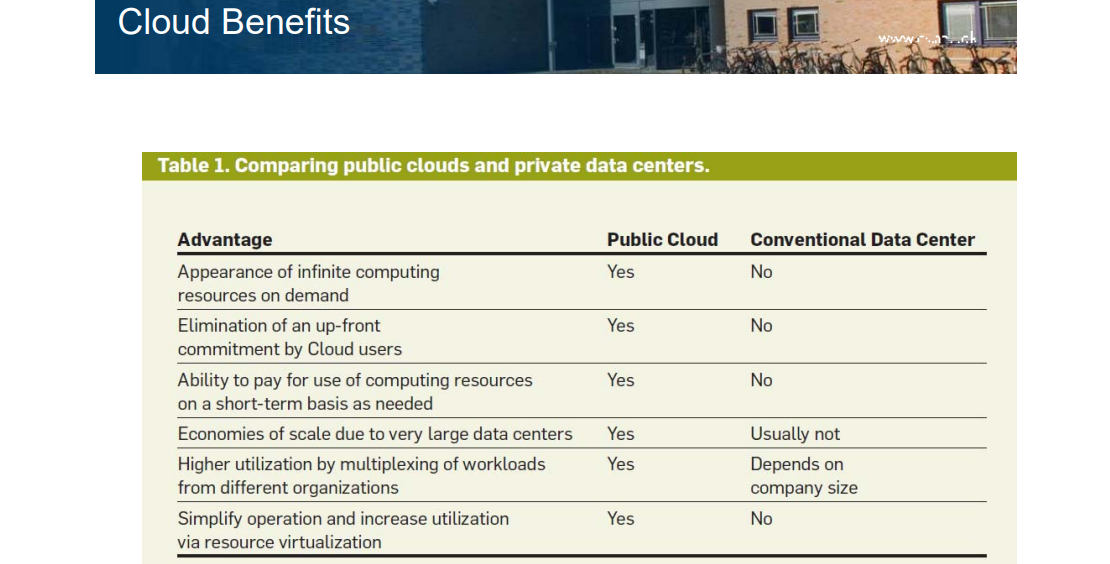 Cloud Benefits
Table 1. Comparing public clouds and private data centers.
Advantage Public Cloud Conventional Data Center
Appearance of infinite computing Yes No
resources on demand
Elimination of an up-front Yes No
commitment by Cloud users
Ability to pay for use of computing resources Yes No
on a short-term basis as needed
Economies of scale due to very large data centers Yes Usually not
Higher utilization by multiplexing of workloads Yes Depends on
from different organizations company size
Simplify operation and increase utilization Yes No
via resource virtualization